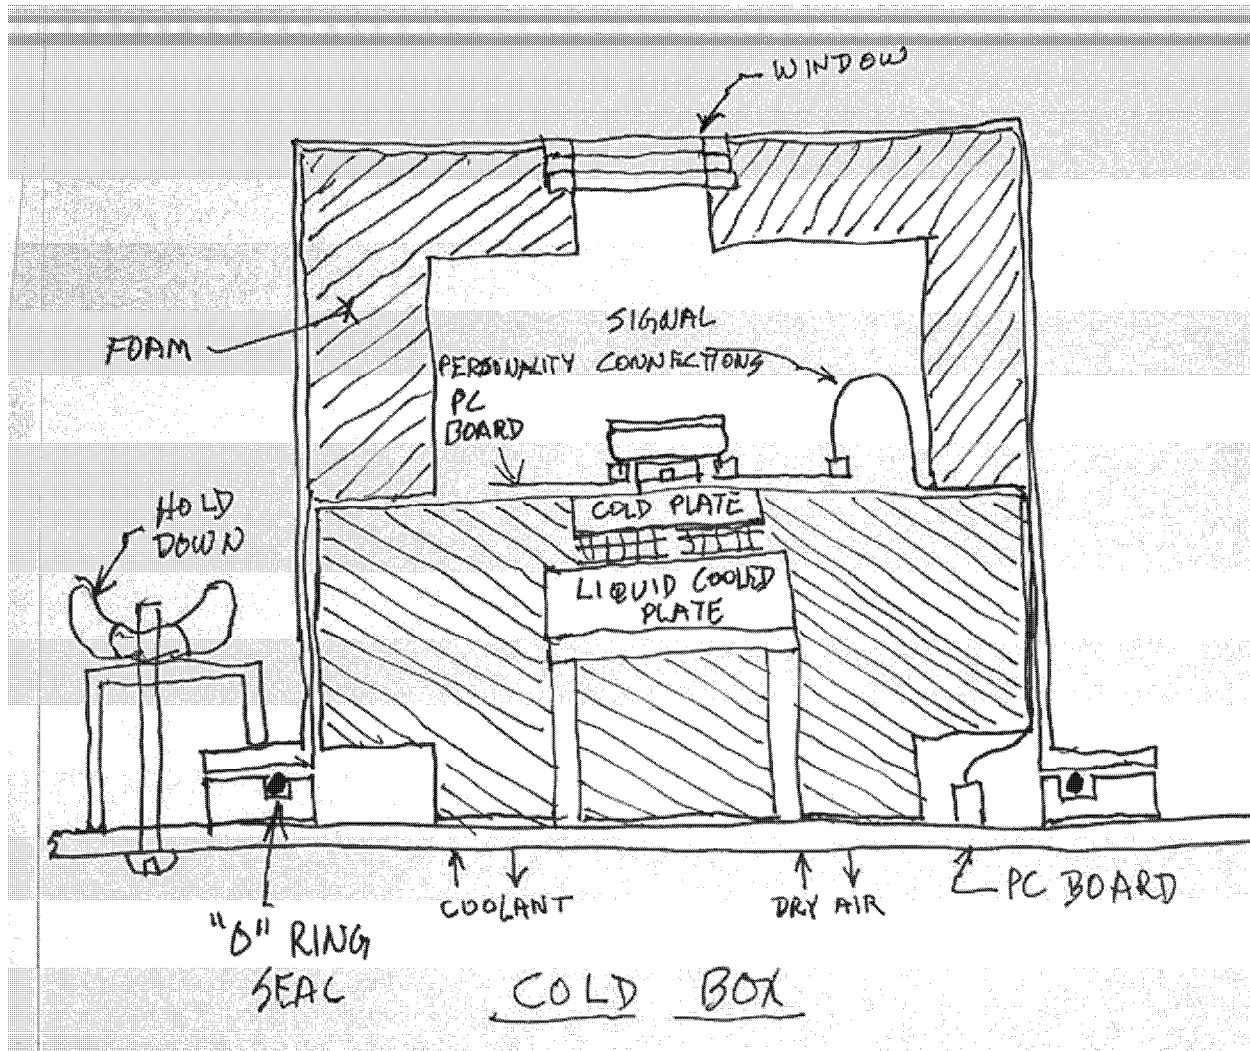 WINDOW
FOAM
SIGNAL
CONNECTIONS
PERSONALITY
PC
BOARD
HOLD
DOWN
COLD PLATE
LIQUID COOLED
PLATE
COOLANT
DRY AIR
PC BOARD
"O" RING
SEAL
COLD BOX